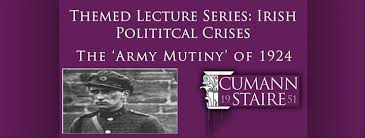 THEMED LECTURE SERIES: IRISH
POLITITCAL CRISES
THE 'ARMY MUTINY' OF 1924
CUMANN
19 STAIRE 51